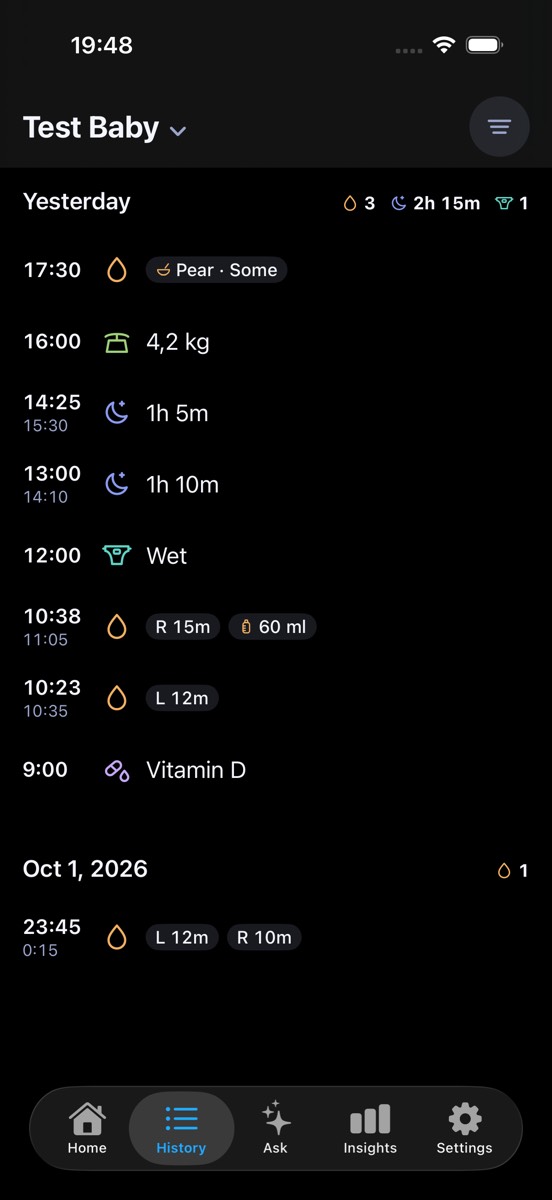 19:48
Test Baby
Yesterday 3 2h 15m 1
17:30 Pear · Some
16:00 4,2 kg
14:25 1h 5m
15:30
13:00 1h 10m
14:10
12:00 Wet
10:38 R 15m 60 ml
11:05
10:23 L 12m
10:35
9:00 Vitamin D
Oct 1, 2026 1
23:45 L 12m R 10m
0:15
Home History Ask Insights Settings